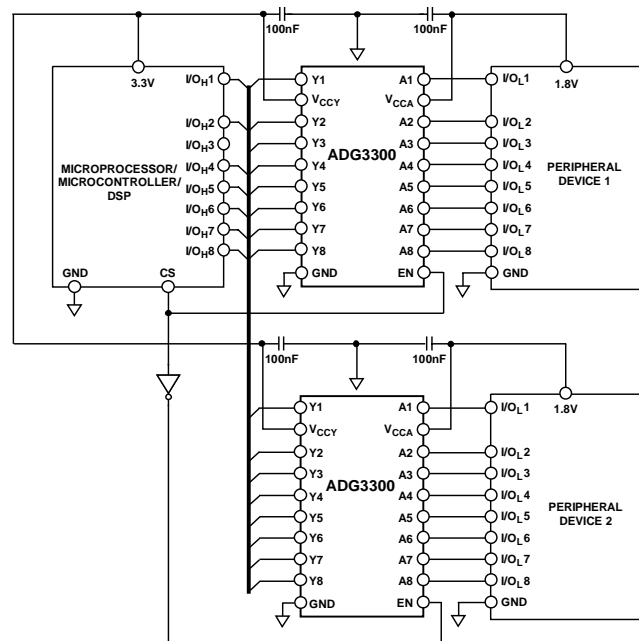 100nF
100nF
3.3V
I/OH1
I/OH2
I/OH3
I/OH4
I/OH5
I/OH6
I/OH7
I/OH8
MICROPROCESSOR/
MICROCONTROLLER/
DSP
GND
CS
Y1
VCCY
Y2
Y3
Y4
Y5
Y6
Y7
Y8
GND
ADG3300
A1
VCCA
A2
A3
A4
A5
A6
A7
A8
EN
1.8V
I/OL1
I/OL2
I/OL3
I/OL4
I/OL5
I/OL6
I/OL7
I/OL8
GND
PERIPHERAL
DEVICE 1
100nF
100nF
Y1
VCCY
Y2
Y3
Y4
Y5
Y6
Y7
Y8
GND
ADG3300
A1
VCCA
A2
A3
A4
A5
A6
A7
A8
EN
1.8V
I/OL1
I/OL2
I/OL3
I/OL4
I/OL5
I/OL6
I/OL7
I/OL8
GND
PERIPHERAL
DEVICE 2